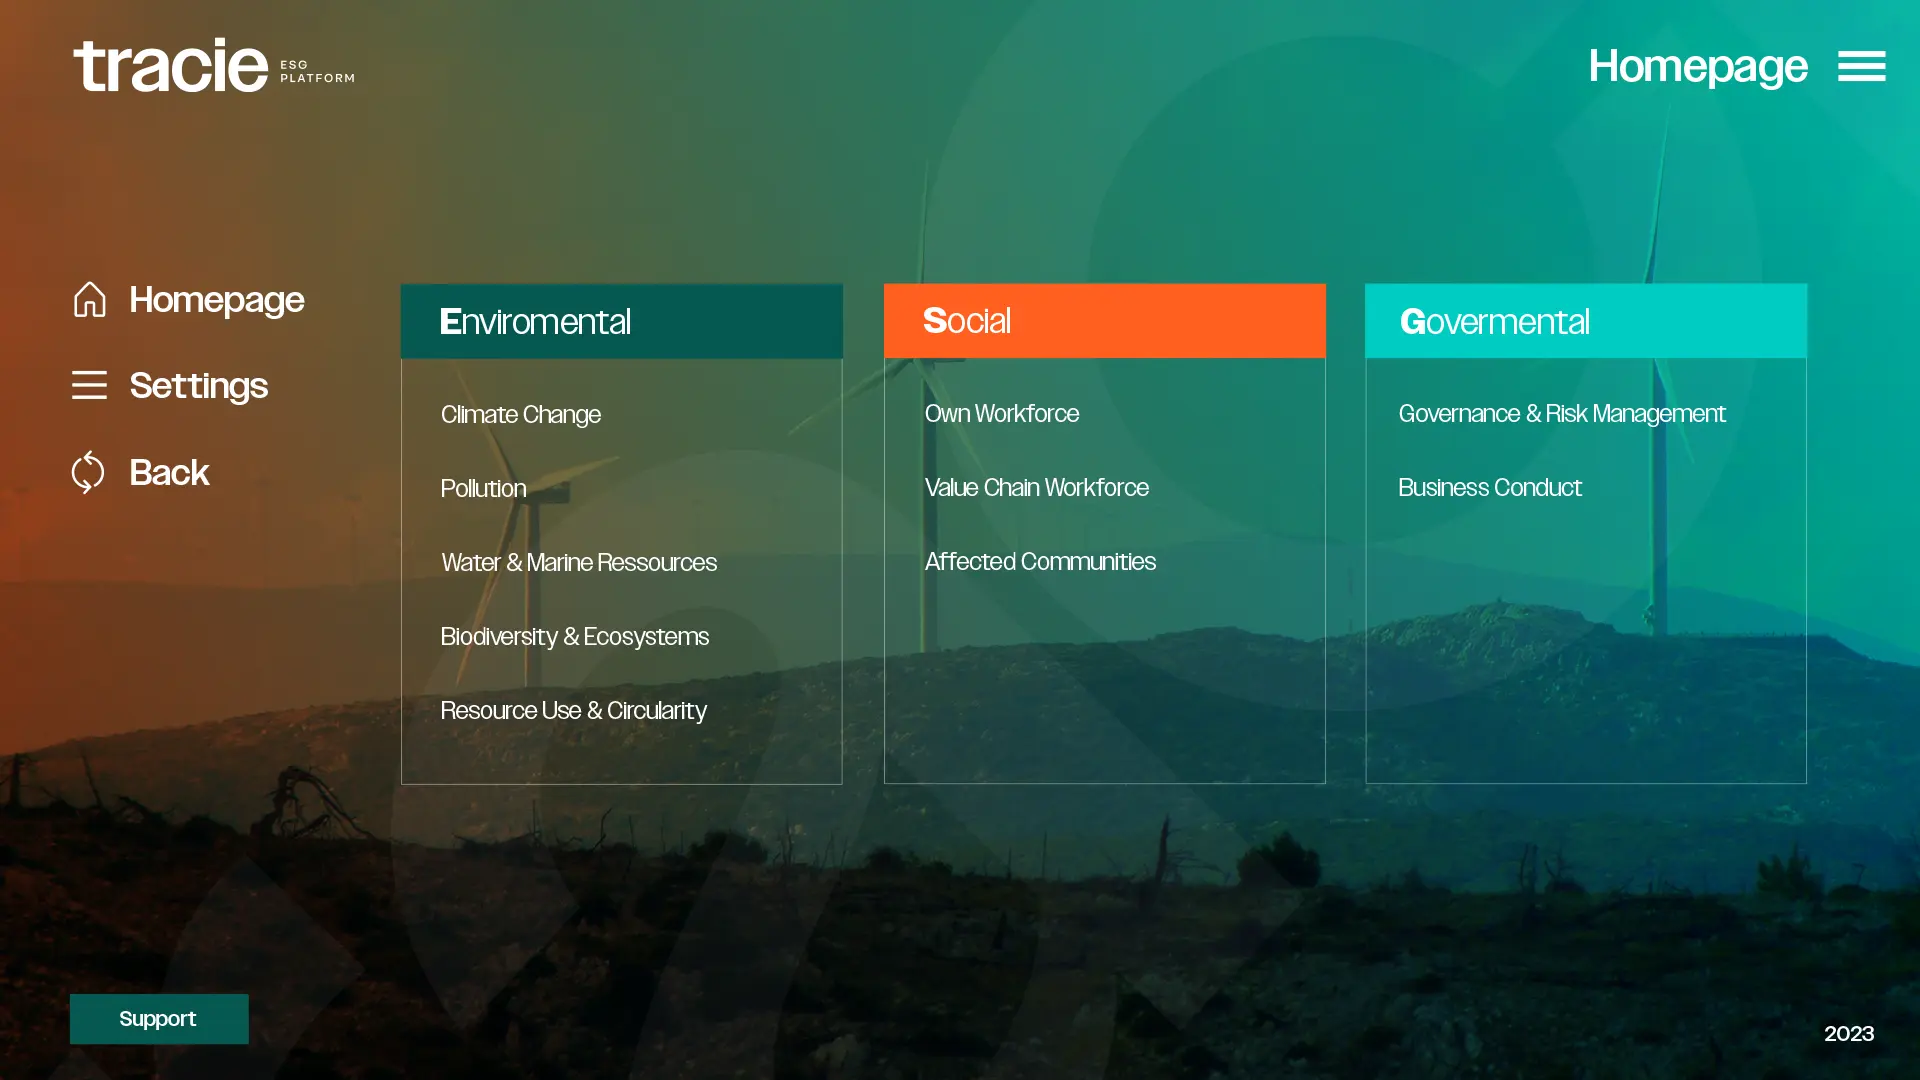 tracie
ESG
PLATFORM
Homepage
Homepage
Settings
Back
Enviromental
Climate Change
Pollution
Water & Marine Ressources
Biodiversity & Ecosystems
Resource Use & Circularity
Social
Own Workforce
Value Chain Workforce
Affected Communities
Govermental
Governance & Risk Management
Business Conduct
Support
2023